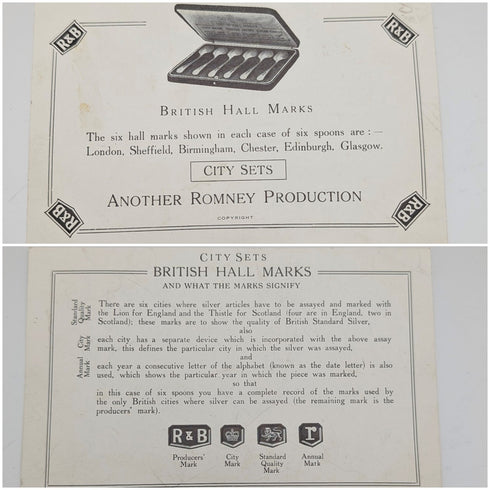 R&B
R&B
BRITISH HALL MARKS
The six hall marks shown in each case of six spoons are : —
London, Sheffield, Birmingham, Chester, Edinburgh, Glasgow.
CITY SETS
ANOTHER ROMNEY PRODUCTION
COPYRIGHT
R&B
R&B
CITY SETS
BRITISH HALL MARKS
AND WHAT THE MARKS SIGNIFY
Standard Quality Mark
There are six cities where silver articles have to be assayed and marked with
the Lion for England and the Thistle for Scotland (four are in England, two in
Scotland); these marks are to show the quality of British Standard Silver,
also
City Mark
each city has a separate device which is incorporated with the above assay
mark, this defines the particular city in which the silver was assayed,
and
Annual Mark
each year a consecutive letter of the alphabet (known as the date letter) is also
used, which shows the particular year in which the piece was marked,
so that
in this case of six spoons you have a complete record of the marks used by
the only British cities where silver can be assayed (the remaining mark is the
producers' mark).
R&B
r
Producers' Mark
City Mark
Standard Quality Mark
Annual Mark